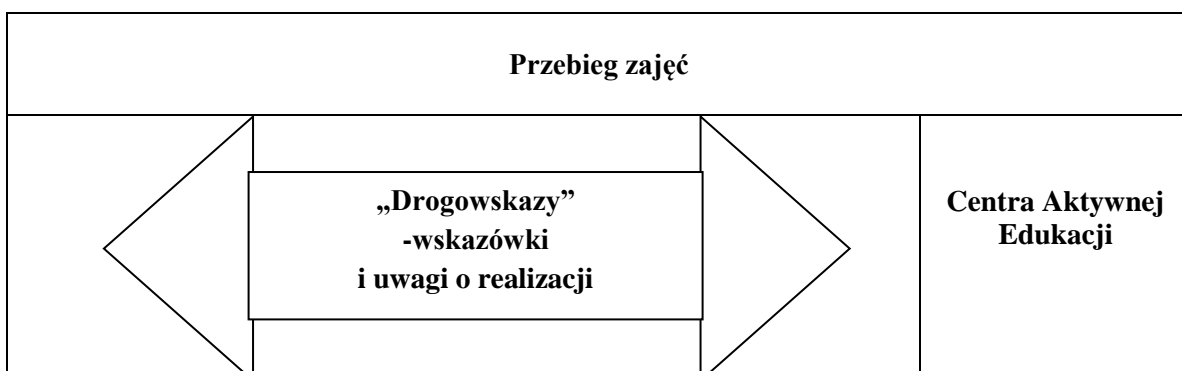 Przebieg zajęć
„Drogowskazy”
-wskazówki
i uwagi o realizacji
Centra Aktywnej
Edukacji